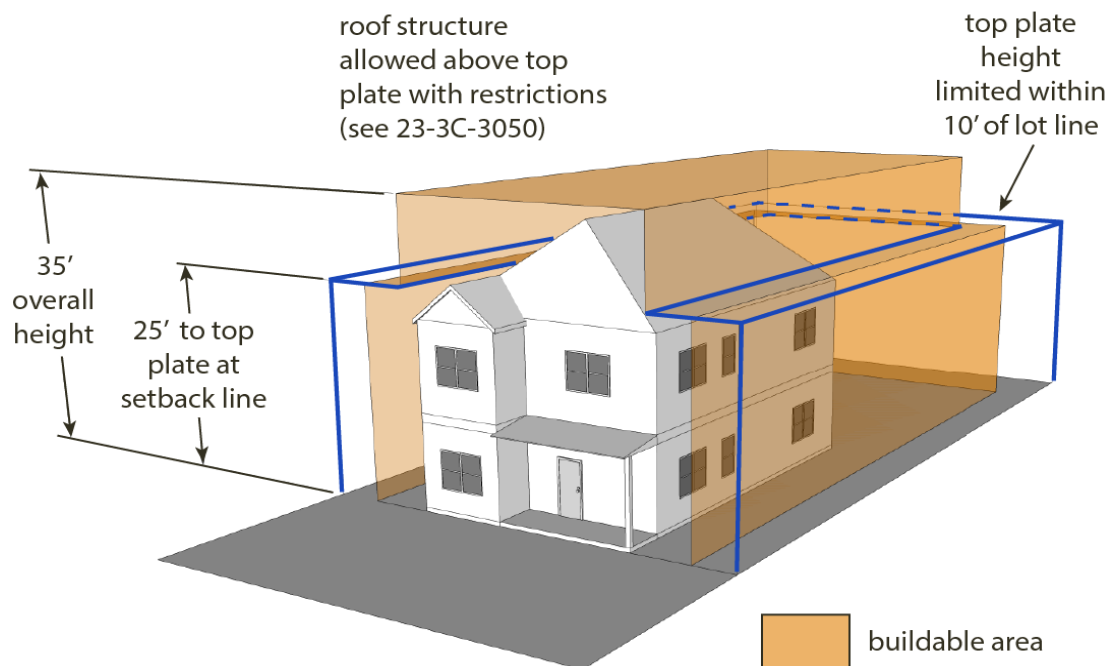 roof structure
allowed above top
plate with restrictions
(see 23-3C-3050)
top plate
height
limited within
10’ of lot line
35’
overall
height
25’ to top
plate at
setback line
buildable area